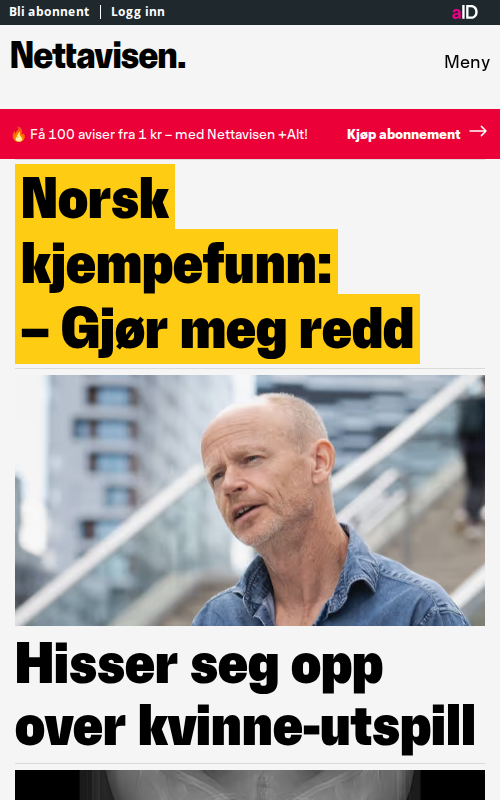 Bli abonnent | Logg inn
aID
Nettavisen.
Meny
🔥 Få 100 aviser fra 1 kr – med Nettavisen +Alt!
Kjøp abonnement →
Norsk
kjempefunn:
– Gjør meg redd
Hisser seg opp
over kvinne-utspill